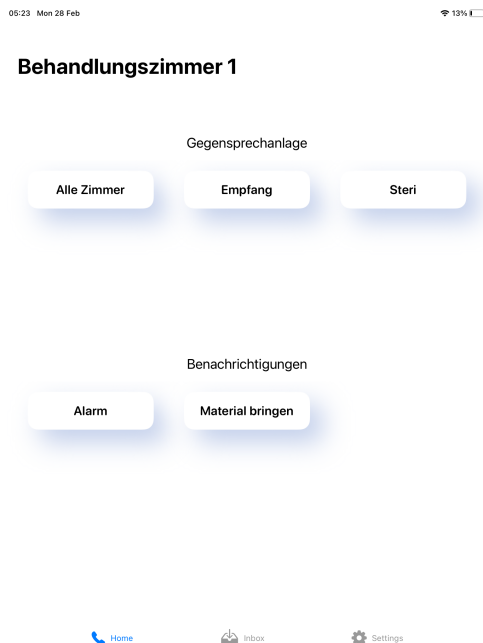 05:23 Mon 28 Feb 13%
Behandlungszimmer 1
Gegensprechanlage
Alle Zimmer Empfang Steri
Benachrichtigungen
Alarm Material bringen
Home Inbox Settings